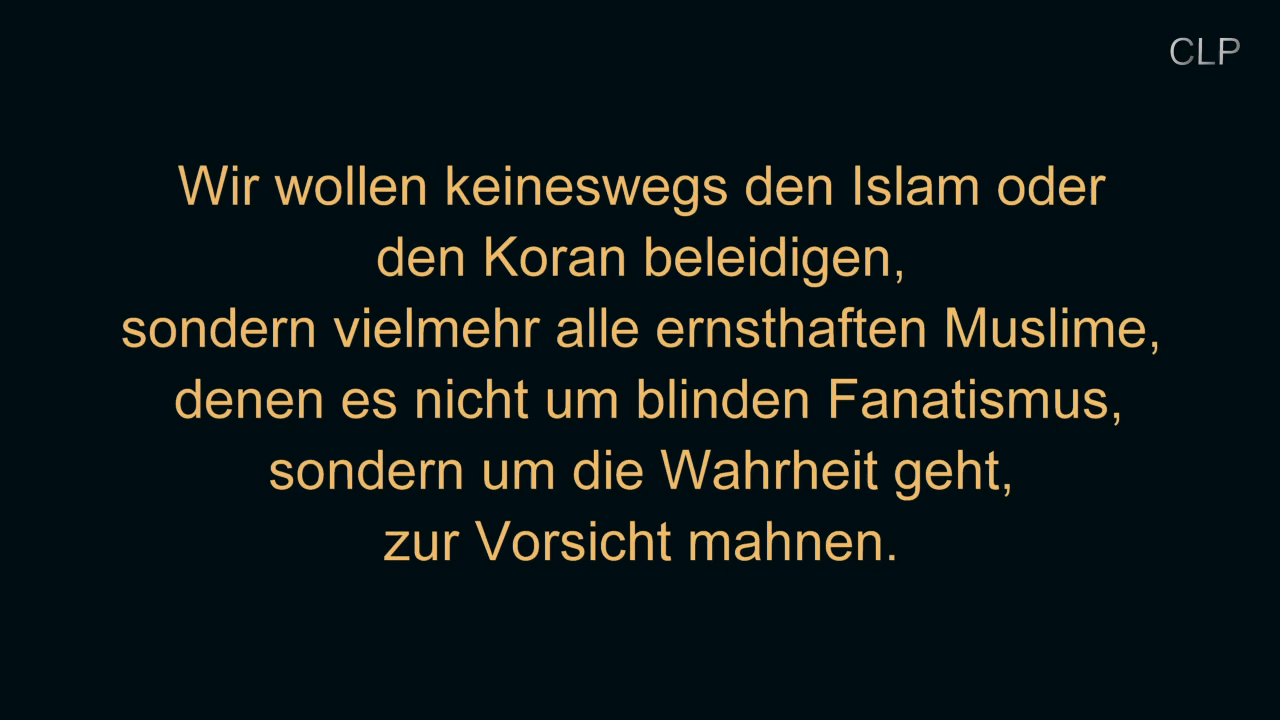 CLP
Wir wollen keineswegs den Islam oder
den Koran beleidigen,
sondern vielmehr alle ernsthaften Muslime,
denen es nicht um blinden Fanatismus,
sondern um die Wahrheit geht,
zur Vorsicht mahnen.